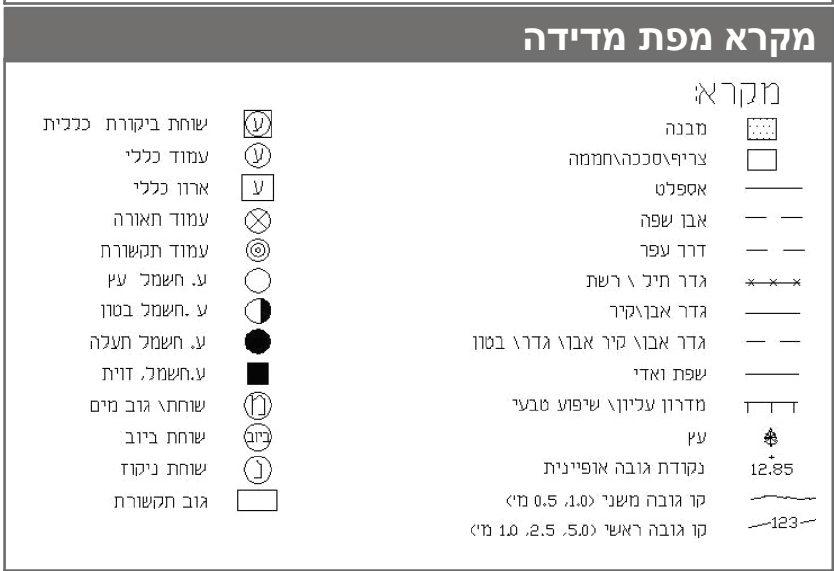 מקרא מפת מדידה
מקרא:
מבנה
צריף\סככה\חממה
אספלט
אבן שפה
דרך עפר
גדר תיל \ רשת
גדר אבן\קיר
גדר אבן\ קיר אבן\ גדר\ בטון
שפת ואדי
מדרון עליון\ שיפוע טבעי
עץ
נקודת גובה אופיינית 12.85
קו גובה משני (1.0, 0.5 מ')
קו גובה ראשי (5.0, 2.5, 1.0 מ') 123
ע שוחת ביקורת כללית
ע עמוד כללי
ע ארון כללי
עמוד תאורה
עמוד תקשורת
ע. חשמל עץ
ע .חשמל בטון
ע. חשמל תעלה
ע.חשמל, זוית
מ שוחת\ גוב מים
ביוב שוחת ביוב
נ שוחת ניקוז
גוב תקשורת